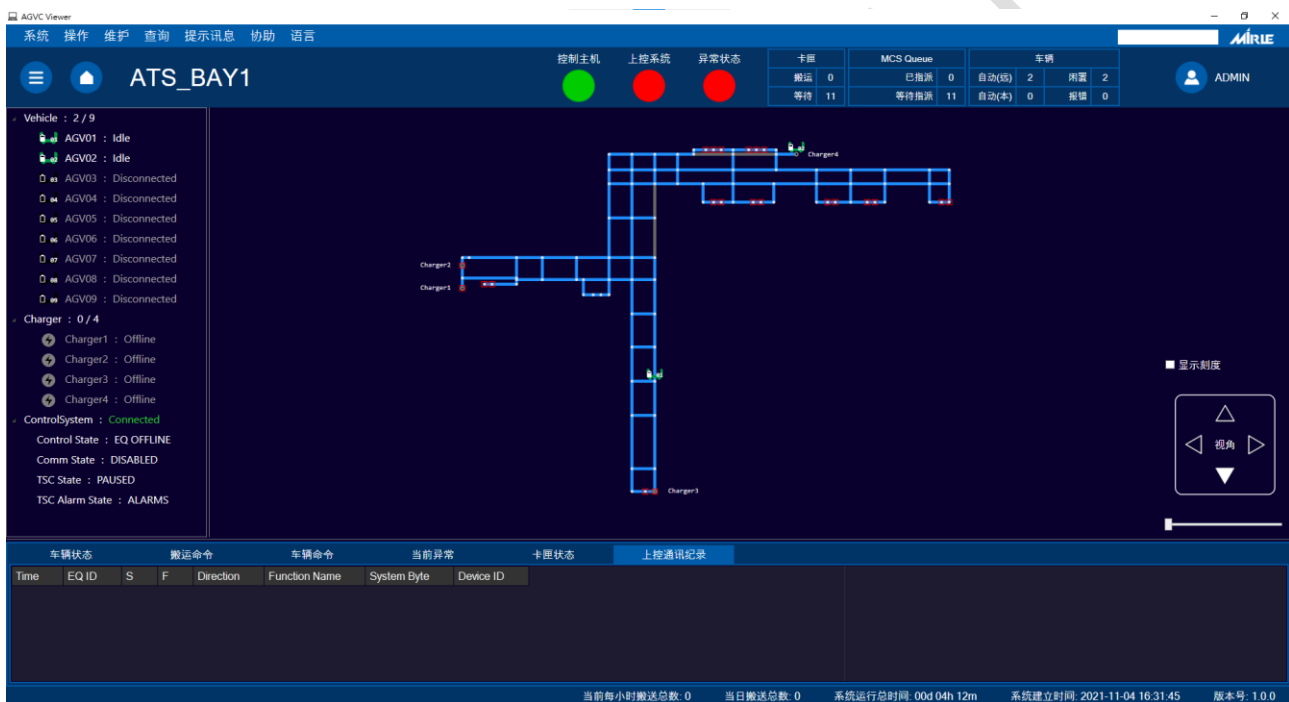 AGVC Viewer
系统 操作 维护 查询 提示讯息 协助 语言
MIRLE
ATS_BAY1
控制主机 上控系统 异常状态
卡匣 MCS Queue 车辆
搬运 0 已指派 0 自动(远) 2 闲置 2
等待 11 等待指派 11 自动(本) 0 报错 0
ADMIN
Vehicle : 2 / 9
AGV01 : Idle
AGV02 : Idle
03 AGV03 : Disconnected
04 AGV04 : Disconnected
05 AGV05 : Disconnected
06 AGV06 : Disconnected
07 AGV07 : Disconnected
08 AGV08 : Disconnected
09 AGV09 : Disconnected
Charger : 0 / 4
Charger1 : Offline
Charger2 : Offline
Charger3 : Offline
Charger4 : Offline
ControlSystem : Connected
Control State : EQ OFFLINE
Comm State : DISABLED
TSC State : PAUSED
TSC Alarm State : ALARMS
Charger4
Charger2
Charger1
Charger3
显示刻度
视角
车辆状态 搬运命令 车辆命令 当前异常 卡匣状态 上控通讯纪录
Time EQ ID S F Direction Function Name System Byte Device ID
当前每小时搬送总数: 0 当日搬送总数: 0 系统运行总时间: 00d 04h 12m 系统建立时间: 2021-11-04 16:31:45 版本号: 1.0.0